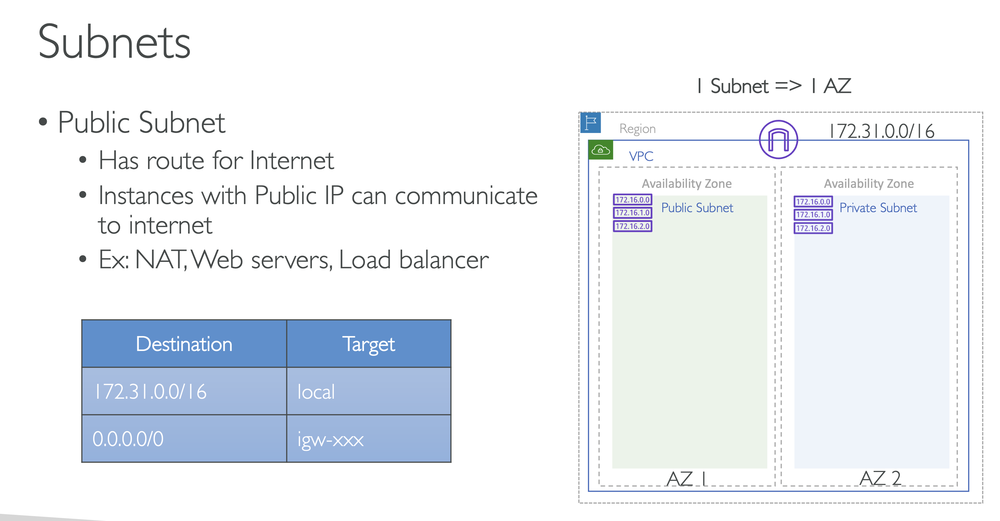 Subnets
• Public Subnet
• Has route for Internet
• Instances with Public IP can communicate
to internet
• Ex: NAT, Web servers, Load balancer
Destination Target
172.31.0.0/16 local
0.0.0.0/0 igw-xxx
1 Subnet => 1 AZ
Region
172.31.0.0/16
VPC
Availability Zone
172.16.0.0
172.16.1.0
172.16.2.0
Public Subnet
AZ 1
Availability Zone
172.16.0.0
172.16.1.0
172.16.2.0
Private Subnet
AZ 2